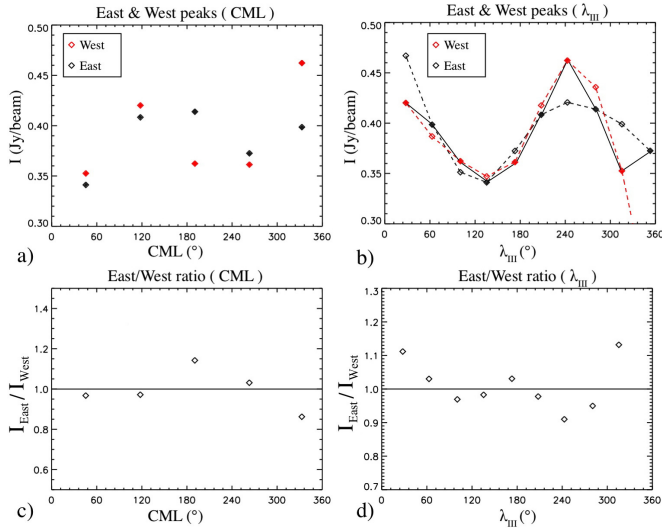 East & West peaks ( CML )
I (Jy/beam)
0.50
0.45
0.40
0.35
0.30
West
East
0 60 120 180 240 300 360
a) CML (°)
East & West peaks ( λIII )
I (Jy/beam)
0.50
0.45
0.40
0.35
0.30
West
East
0 60 120 180 240 300 360
b) λIII (°)
East/West ratio ( CML )
IEast / IWest
1.4
1.2
1.0
0.8
0.6
0 60 120 180 240 300 360
c) CML (°)
East/West ratio ( λIII )
IEast / IWest
1.3
1.2
1.1
1.0
0.9
0.8
0.7
0 60 120 180 240 300 360
d) λIII (°)